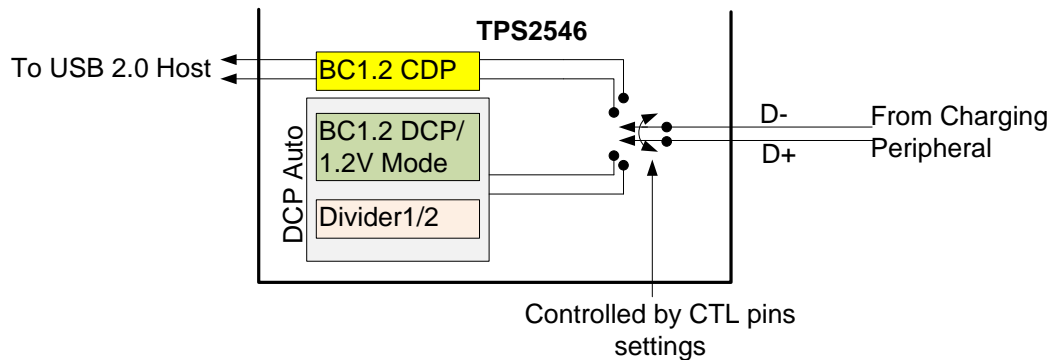 TPS2546
To USB 2.0 Host
BC1.2 CDP
DCP Auto
BC1.2 DCP/
1.2V Mode
Divider1/2
D-
D+
From Charging
Peripheral
Controlled by CTL pins
settings